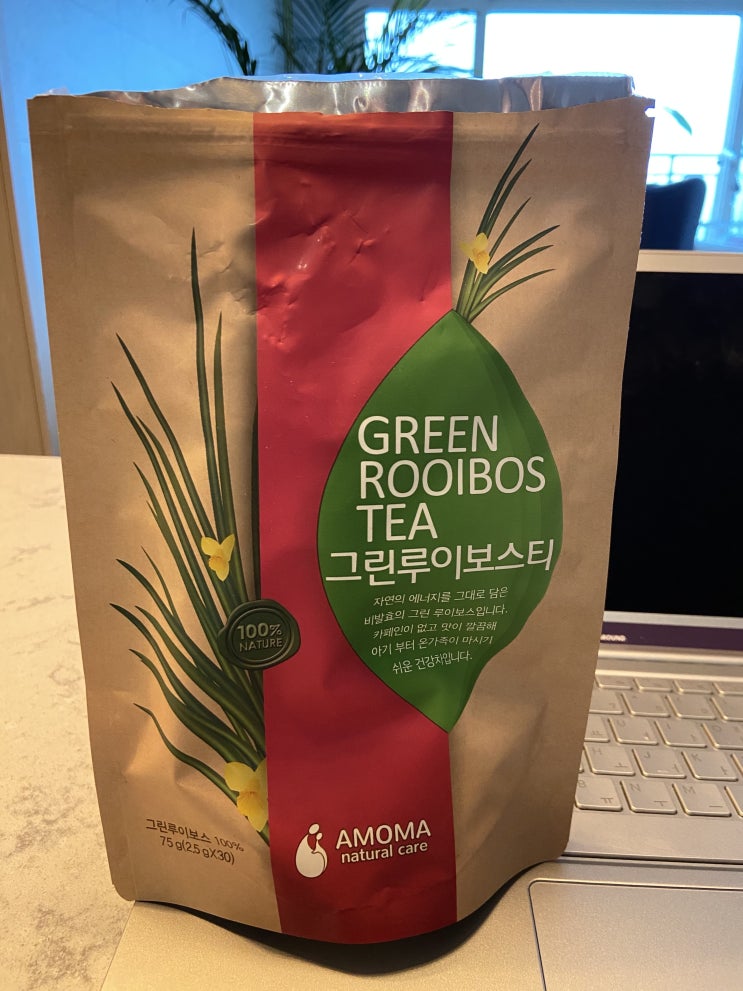 GREEN
ROOIBOS
TEA
그린루이보스티
자연의 에너지를 그대로 담은
비발효의 그린 루이보스입니다.
카페인이 없고 맛이 깔끔해
아기 부터 온가족이 마시기
쉬운 건강차입니다.
100%
NATURE
그린루이보스 100%
75g(2.5gX30)
AMOMA
natural care